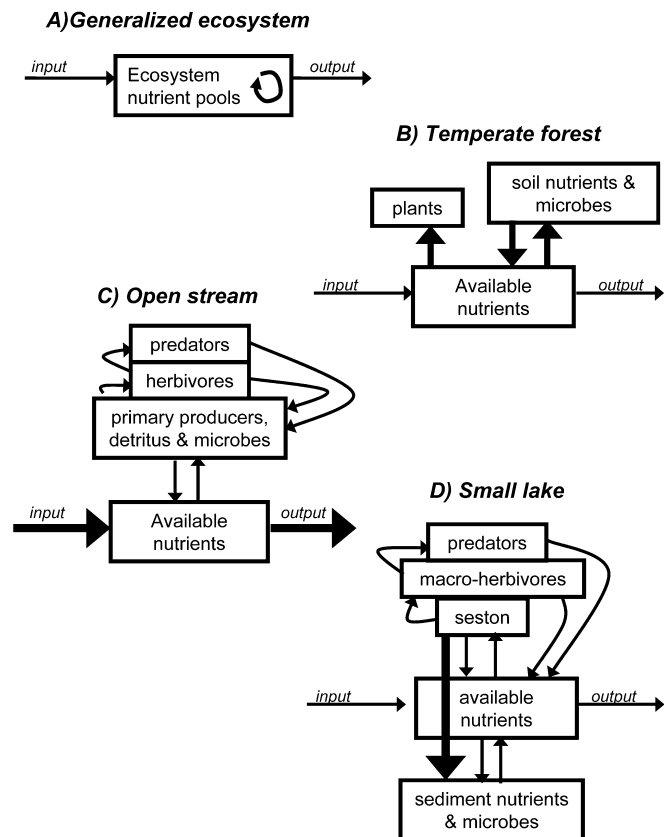 A)Generalized ecosystem
input
Ecosystem
nutrient pools
output
B) Temperate forest
plants
soil nutrients &
microbes
input
Available
nutrients
output
C) Open stream
predators
herbivores
primary producers,
detritus & microbes
input
Available
nutrients
output
D) Small lake
predators
macro-herbivores
seston
input
available
nutrients
output
sediment nutrients
& microbes